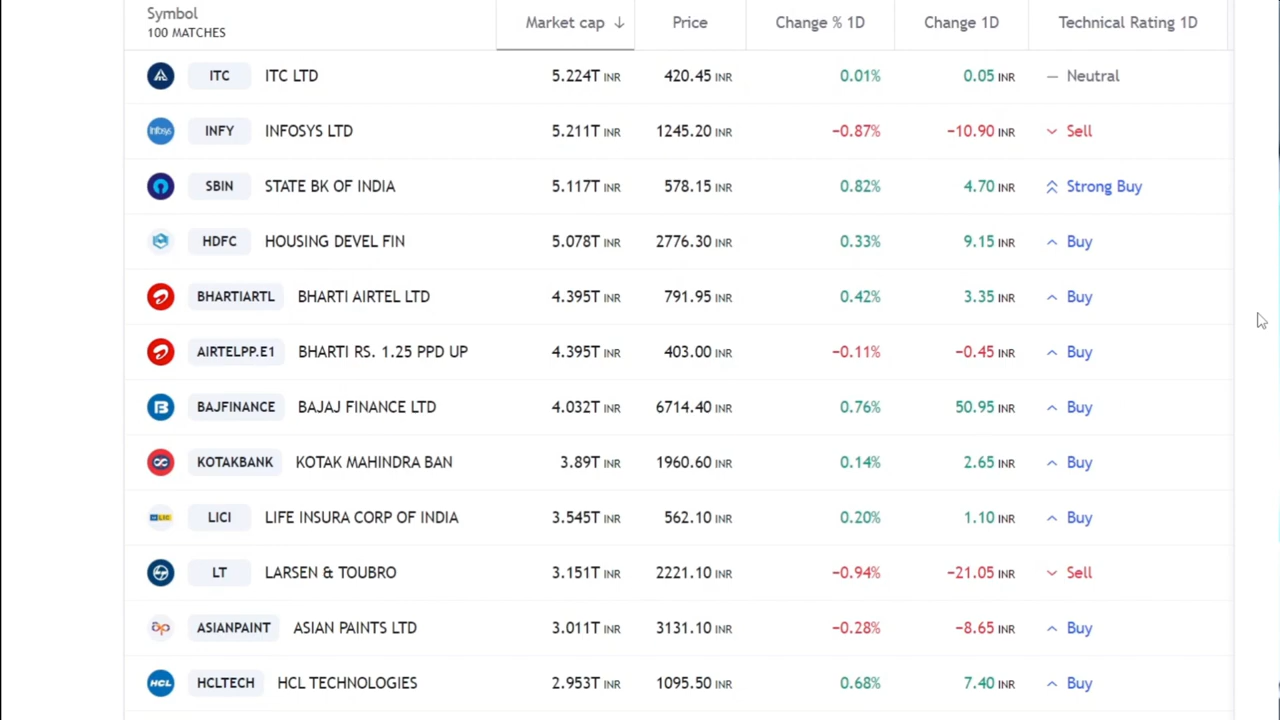 Symbol
100 MATCHES
Market cap ↓ Price Change % 1D Change 1D Technical Rating 1D
ITC ITC LTD 5.224T INR 420.45 INR 0.01% 0.05 INR — Neutral
infosys INFY INFOSYS LTD 5.211T INR 1245.20 INR −0.87% −10.90 INR Sell
SBIN STATE BK OF INDIA 5.117T INR 578.15 INR 0.82% 4.70 INR Strong Buy
HDFC HOUSING DEVEL FIN 5.078T INR 2776.30 INR 0.33% 9.15 INR Buy
BHARTIARTL BHARTI AIRTEL LTD 4.395T INR 791.95 INR 0.42% 3.35 INR Buy
AIRTELPP.E1 BHARTI RS. 1.25 PPD UP 4.395T INR 403.00 INR −0.11% −0.45 INR Buy
B BAJFINANCE BAJAJ FINANCE LTD 4.032T INR 6714.40 INR 0.76% 50.95 INR Buy
KOTAKBANK KOTAK MAHINDRA BAN 3.89T INR 1960.60 INR 0.14% 2.65 INR Buy
LIC LICI LIFE INSURA CORP OF INDIA 3.545T INR 562.10 INR 0.20% 1.10 INR Buy
LT LARSEN & TOUBRO 3.151T INR 2221.10 INR −0.94% −21.05 INR Sell
ap ASIANPAINT ASIAN PAINTS LTD 3.011T INR 3131.10 INR −0.28% −8.65 INR Buy
HCL HCLTECH HCL TECHNOLOGIES 2.953T INR 1095.50 INR 0.68% 7.40 INR Buy